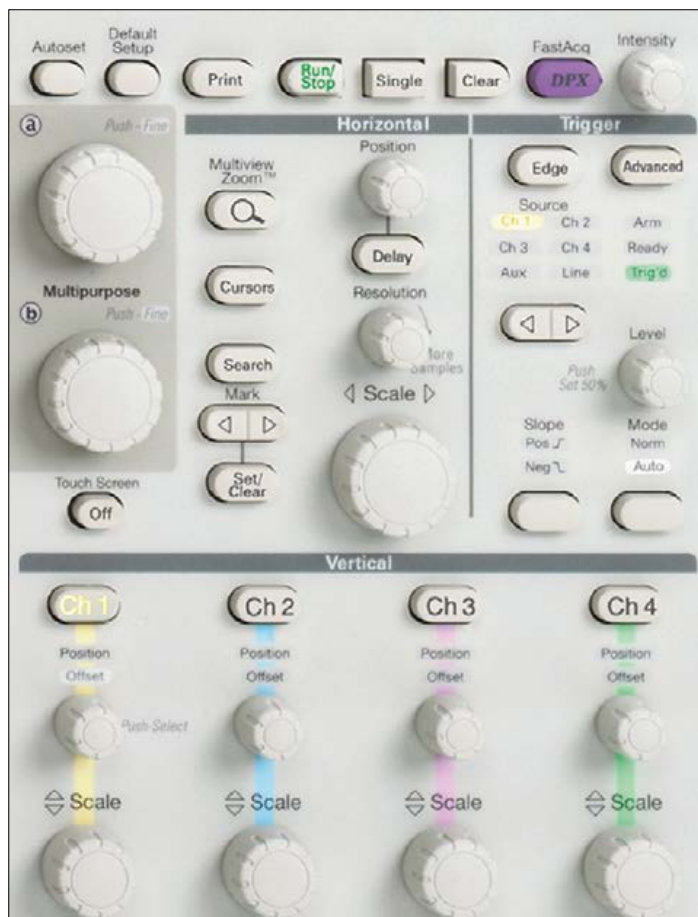 Autoset
Default
Setup
Print
Run/
Stop
Single
Clear
FastAcq
DPX
Intensity
a
Push - Fine
Multipurpose
b
Push - Fine
Touch Screen
Off
Horizontal
Multiview
Zoom™
Cursors
Search
Mark
Set/
Clear
Position
Delay
Resolution
More
Samples
Scale
Trigger
Edge
Advanced
Source
Ch 1 Ch 2 Arm
Ch 3 Ch 4 Ready
Aux Line Trig'd
Level
Push
Set 50%
Slope
Pos
Neg
Mode
Norm
Auto
Vertical
Ch 1 Ch 2 Ch 3 Ch 4
Position Position Position Position
Offset Offset Offset Offset
Push-Select
Scale Scale Scale Scale